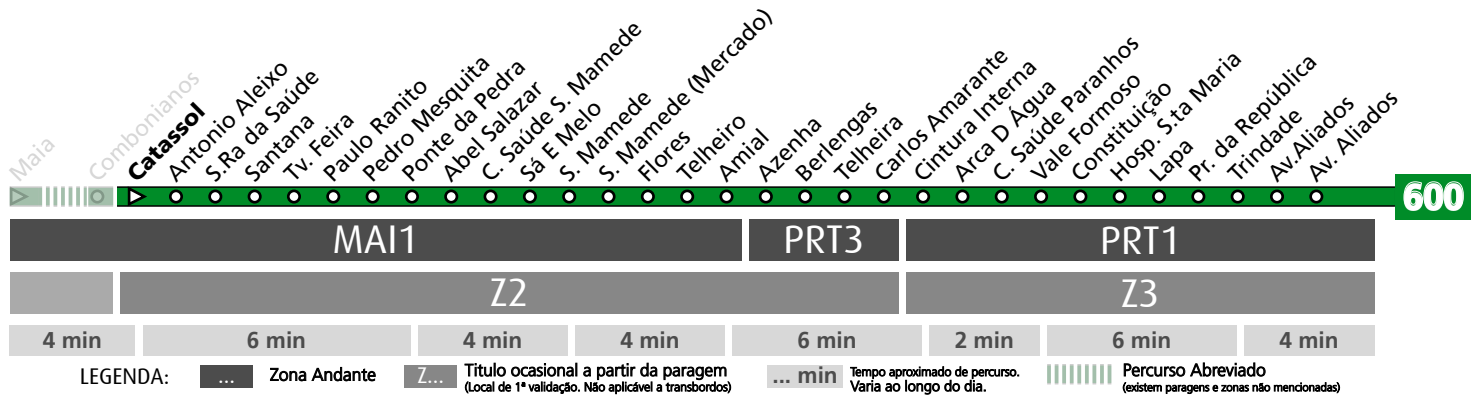 Maia
Combonianos
Catassol
Antonio Aleixo
S.Ra da Saúde
Santana
Tv. Feira
Paulo Ranito
Pedro Mesquita
Ponte da Pedra
Abel Salazar
C. Saúde S. Mamede
Sá E Melo
S. Mamede
S. Mamede (Mercado)
Flores
Telheiro
Amial
Azenha
Berlengas
Telheira
Carlos Amarante
Cintura Interna
Arca D Água
C. Saúde Paranhos
Vale Formoso
Constituição
Hosp. S.ta Maria
Lapa
Pr. da República
Trindade
Av.Aliados
Av. Aliados
600
MAI1 PRT3 PRT1
Z2 Z3
4 min 6 min 4 min 4 min 6 min 2 min 6 min 4 min
LEGENDA:
... Zona Andante
Z... Titulo ocasional a partir da paragem
(Local de 1ª validação. Não aplicável a transbordos)
... min Tempo aproximado de percurso.
Varia ao longo do dia.
Percurso Abreviado
(existem paragens e zonas não mencionadas)